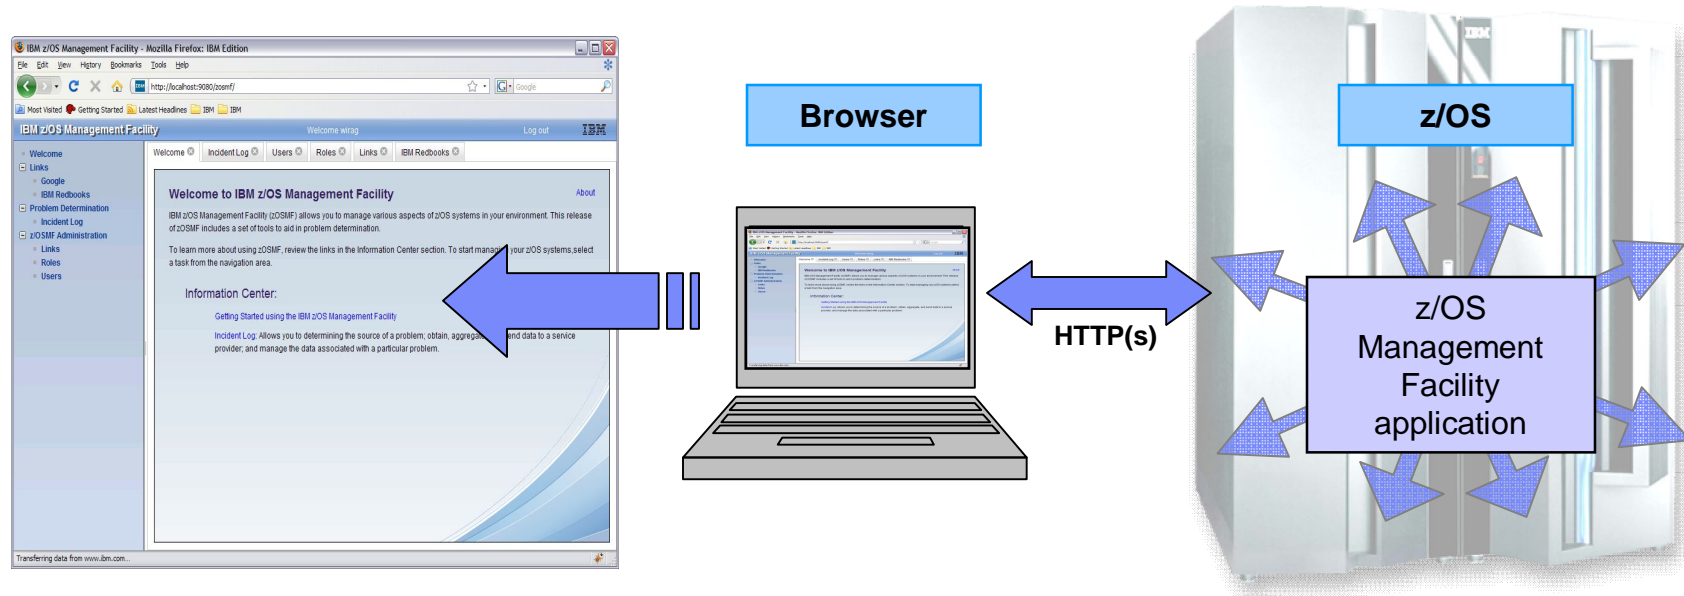 IBM z/OS Management Facility - Mozilla Firefox: IBM Edition
File Edit View History Bookmarks Tools Help
http://localhost:9080/zosmf/
Google
Most Visited Getting Started Latest Headlines IBM IBM
IBM z/OS Management Facility Welcome wirag Log out IBM
Welcome
Links
Google
IBM Redbooks
Problem Determination
Incident Log
z/OSMF Administration
Links
Roles
Users
Welcome Incident Log Users Roles Links IBM Redbooks
Welcome to IBM z/OS Management Facility About
IBM z/OS Management Facility (zOSMF) allows you to manage various aspects of z/OS systems in your environment. This release
of zOSMF includes a set of tools to aid in problem determination.
To learn more about using zOSMF, review the links in the Information Center section. To start your z/OS systems, select
a task from the navigation area.
Information Center:
Getting Started using the IBM z/OS Management Facility
Incident Log: Allows you to determining the source of a problem; obtain, end data to a service
provider; and manage the data associated with a particular problem.
Transferring data from www.ibm.com...
Browser
Welcome to IBM z/OS Management Facility
Information Center:
HTTP(s)
IBM
z/OS
z/OS
Management
Facility
application